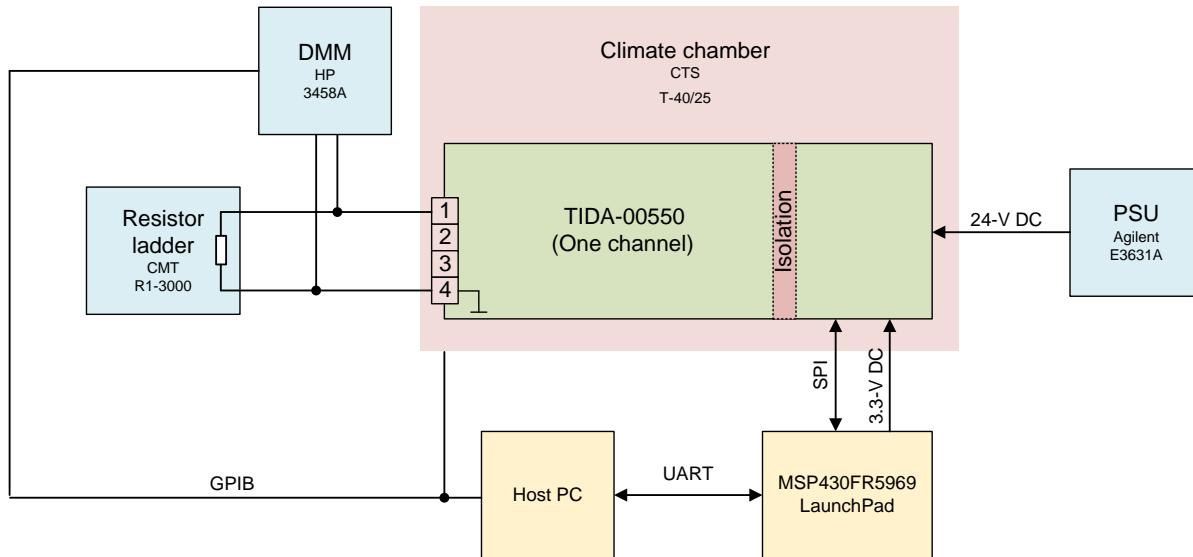 DMM
HP
3458A
Climate chamber
CTS
T-40/25
Resistor
ladder
CMT
R1-3000
1
2
3
4
TIDA-00550
(One channel)
Isolation
24-V DC
PSU
Agilent
E3631A
SPI
3.3-V DC
GPIB
Host PC
UART
MSP430FR5969
LaunchPad